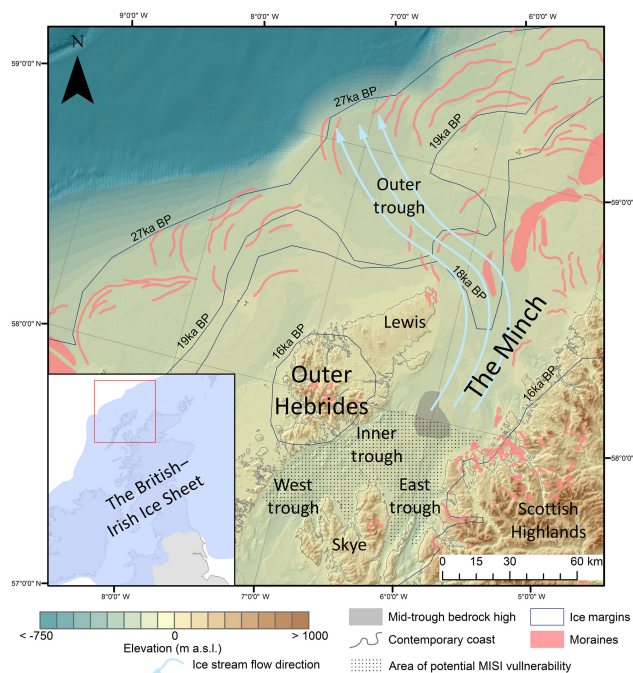 9°0'0" W
8°0'0" W
7°0'0" W
6°0'0" W
N
59°0'0" N
27ka BP
19ka BP
Outer
trough
59°0'0" N
27ka BP
18ka BP
The Minch
58°0'0" N
19ka BP
16ka BP
Lewis
16ka BP
Outer
Hebrides
Inner
trough
58°0'0" N
West
trough
East
trough
The British–
Irish Ice Sheet
Skye
Scottish
Highlands
0 15 30 60 km
57°0'0" N
8°0'0" W
7°0'0" W
6°0'0" W
5°0'0" W
< -750 0 > 1000
Elevation (m a.s.l.)
Ice stream flow direction
Mid-trough bedrock high
Ice margins
Contemporary coast
Moraines
Area of potential MISI vullnerability